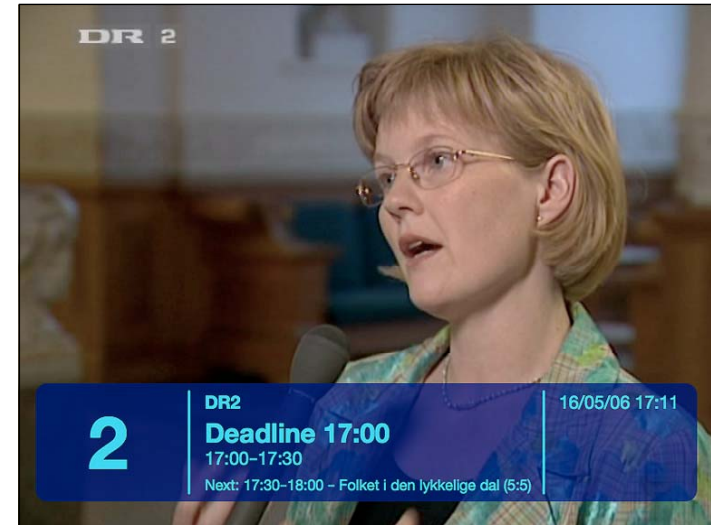 DR 2
2
DR2
16/05/06 17:11
Deadline 17:00
17:00-17:30
Next: 17:30-18:00 - Folket i den lykkelige dal (5:5)